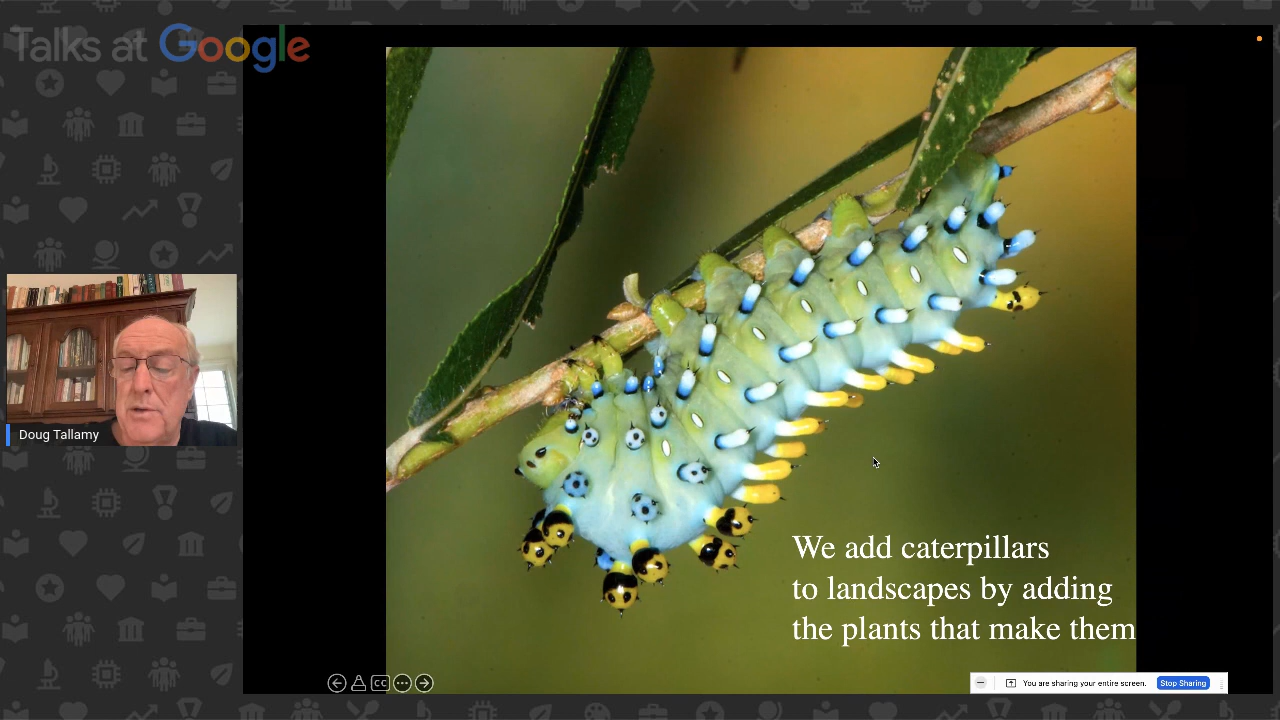 Talks at Google
Doug Tallamy
We add caterpillars
to landscapes by adding
the plants that make them
CC
You are sharing your entire screen.
Stop Sharing